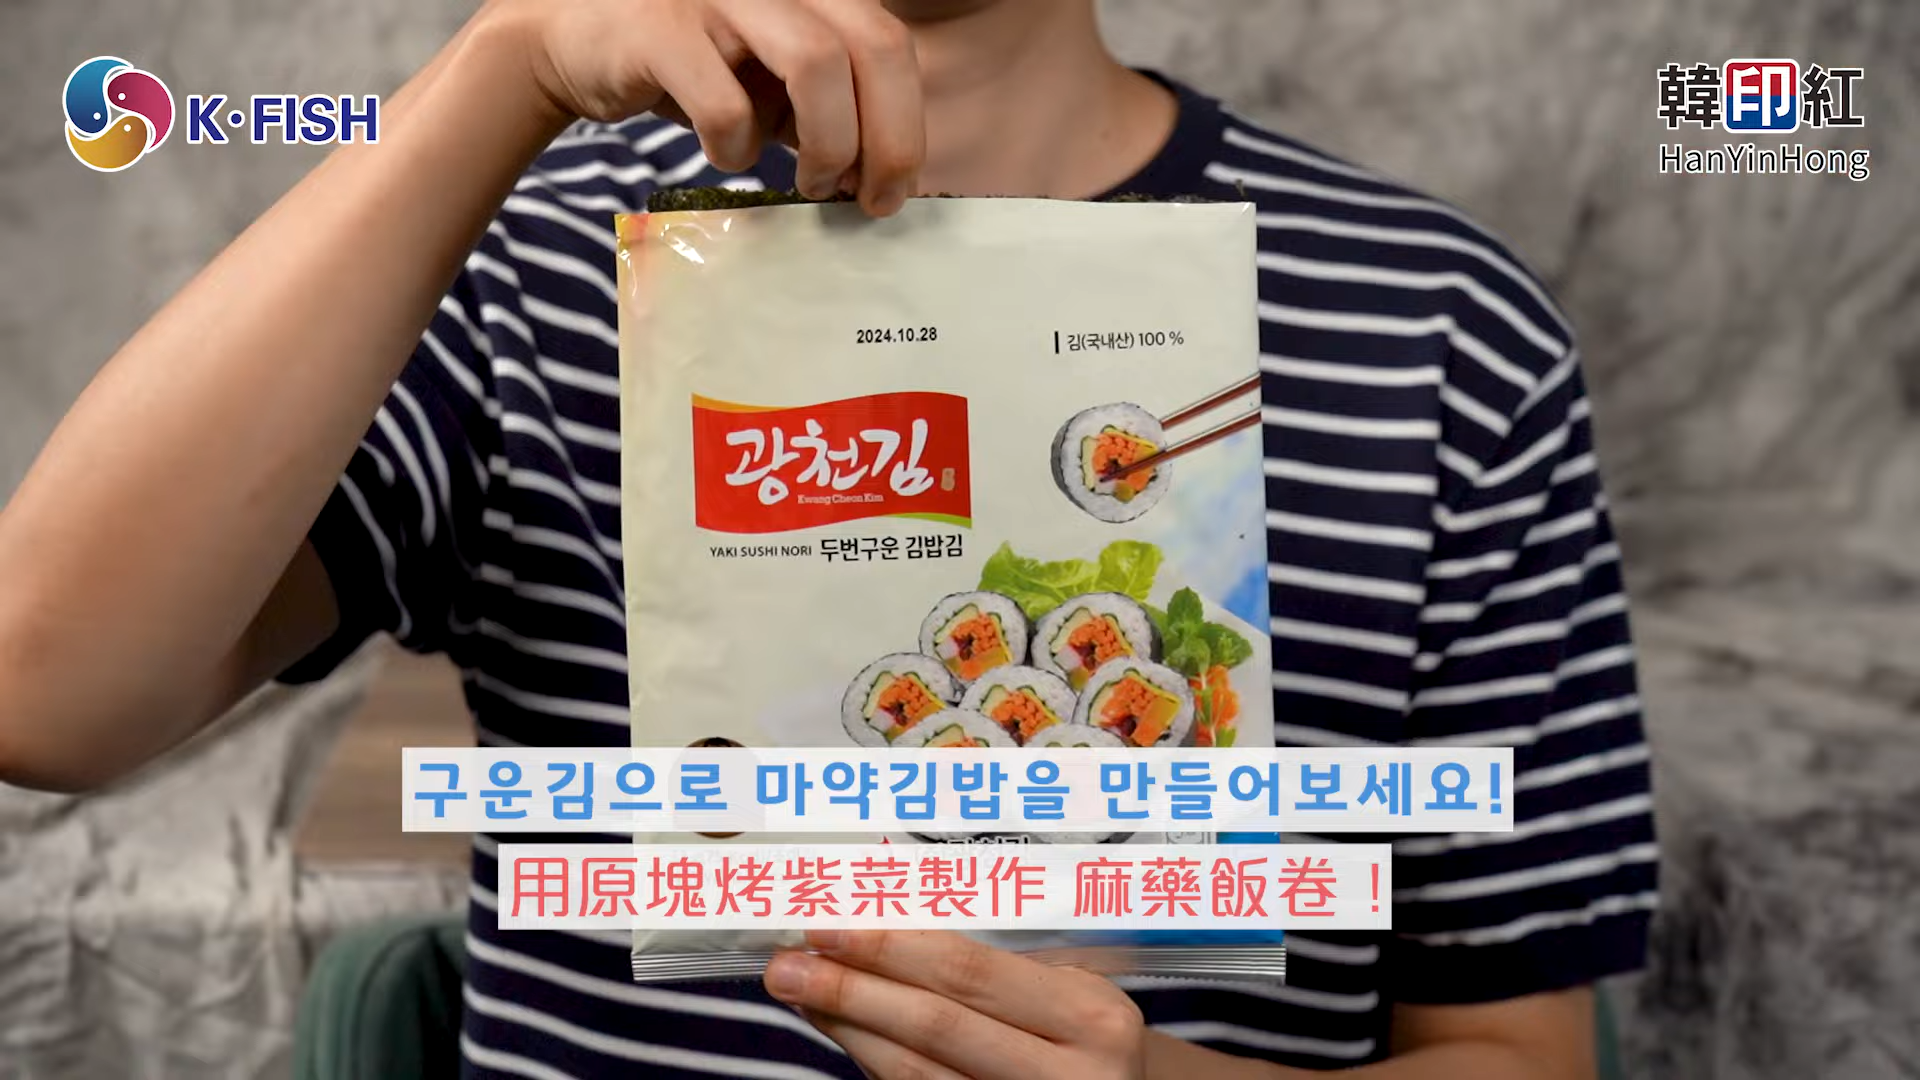 K·FISH
韓印紅
HanYinHong
2024.10.28
김(국내산) 100 %
광천김
Kwang Cheon Kim
YAKI SUSHI NORI 두번구운 김밥김
구운김으로 마약김밥을 만들어보세요!
用原塊烤紫菜製作 麻藥飯卷！